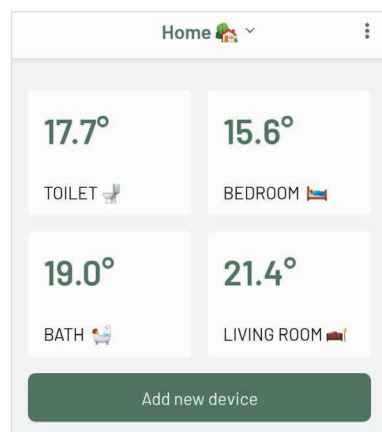 Home 🏡
17.7°
15.6°
TOILET 🚽
BEDROOM 🛌
19.0°
21.4°
BATH 🛀
LIVING ROOM 🛋️
Add new device